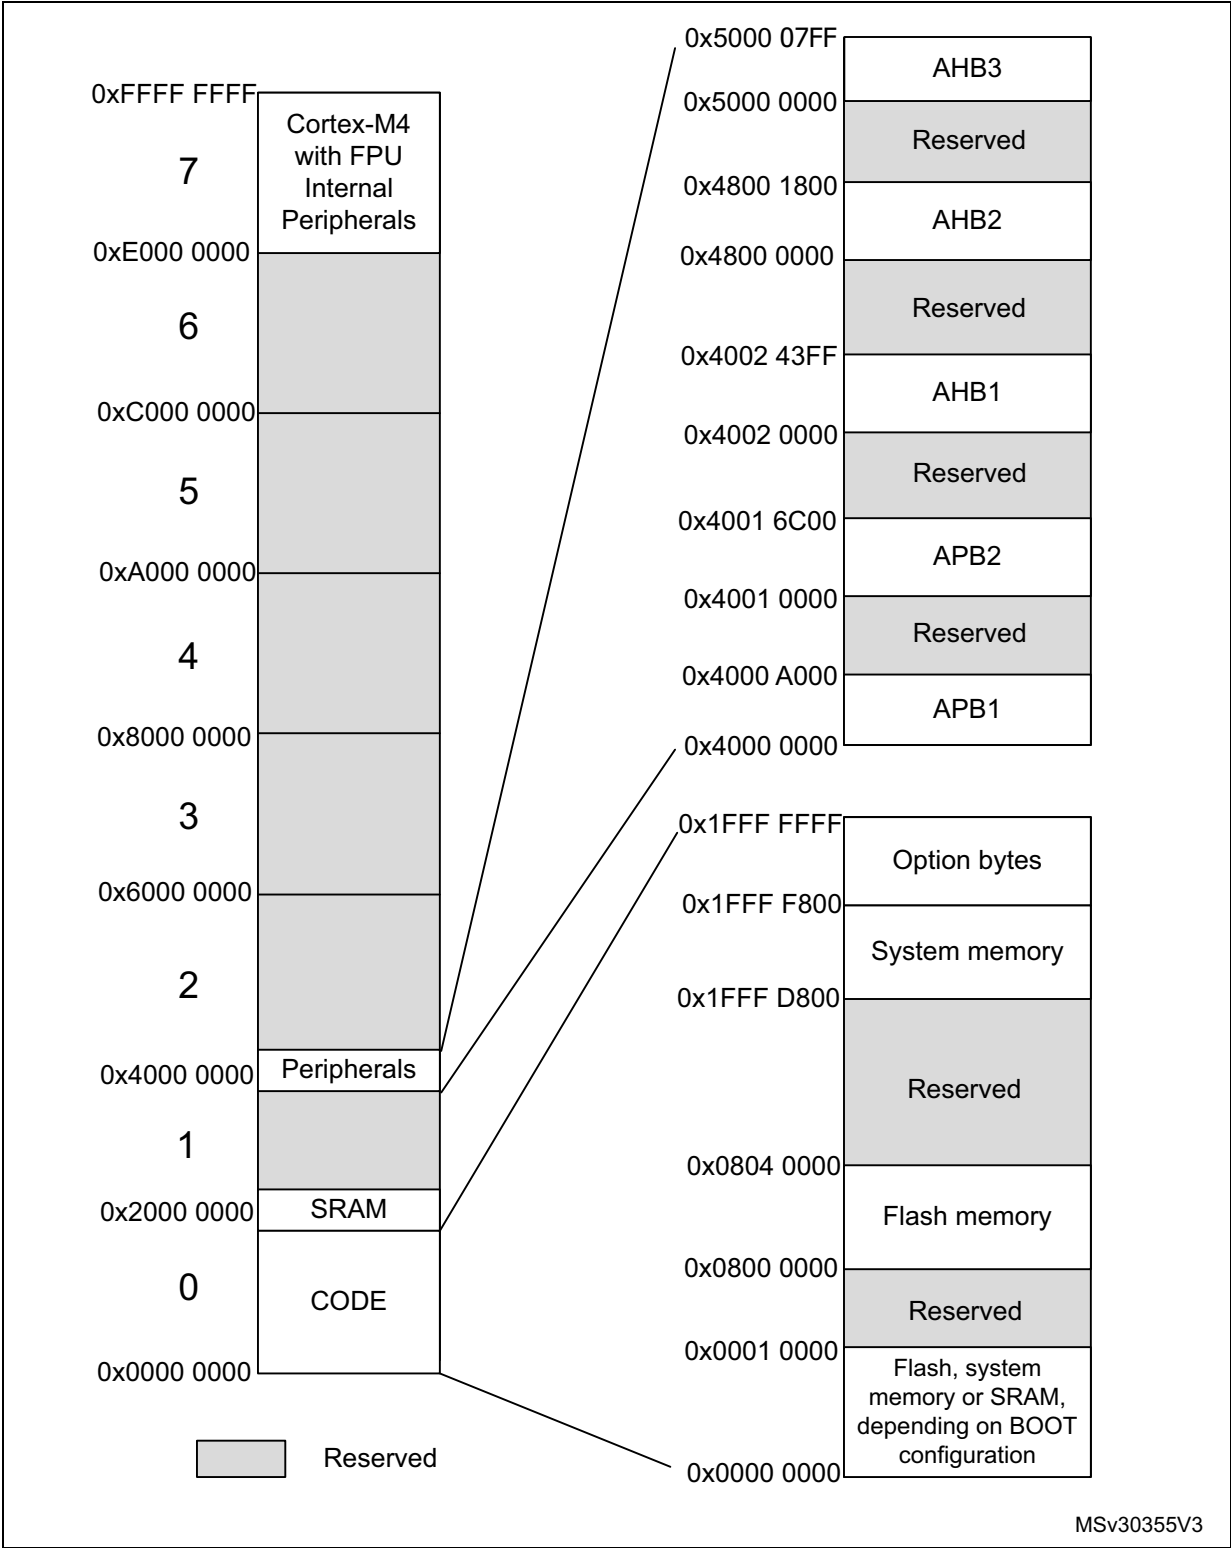 0xFFFF FFFF
Cortex-M4
with FPU
Internal
Peripherals
7
0xE000 0000
6
0xC000 0000
5
0xA000 0000
4
0x8000 0000
3
0x6000 0000
2
0x4000 0000
Peripherals
1
0x2000 0000
SRAM
0
CODE
0x0000 0000
Reserved
0x5000 07FF
AHB3
0x5000 0000
Reserved
0x4800 1800
AHB2
0x4800 0000
Reserved
0x4002 43FF
AHB1
0x4002 0000
Reserved
0x4001 6C00
APB2
0x4001 0000
Reserved
0x4000 A000
APB1
0x4000 0000
0x1FFF FFFF
Option bytes
0x1FFF F800
System memory
0x1FFF D800
Reserved
0x0804 0000
Flash memory
0x0800 0000
Reserved
0x0001 0000
Flash, system
memory or SRAM,
depending on BOOT
configuration
0x0000 0000
MSv30355V3